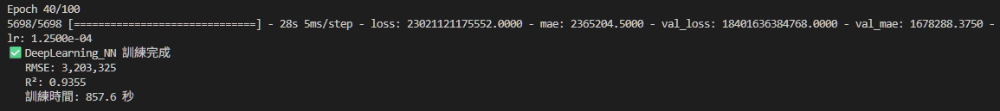 Epoch 40/100
5698/5698 [==============================] - 28s 5ms/step - loss: 23021121175552.0000 - mae: 2365204.5000 - val_loss: 18401636384768.0000 - val_mae: 1678288.3750 -
lr: 1.2500e-04
✅ DeepLearning_NN 訓練完成
RMSE: 3,203,325
R²: 0.9355
訓練時間: 857.6 秒